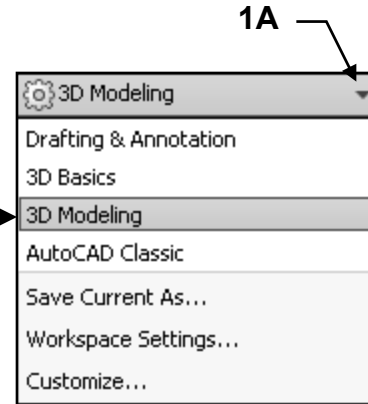 1A
3D Modeling
Drafting & Annotation
3D Basics
3D Modeling
AutoCAD Classic
Save Current As...
Workspace Settings...
Customize...